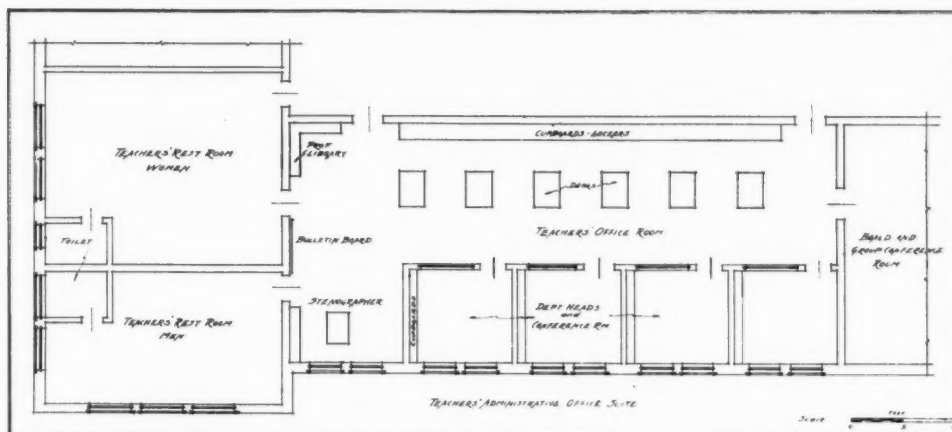 TEACHERS' REST ROOM
WOMEN
PROF
LIBRARY
CUPBOARDS - LOCKERS
DESKS
TEACHERS' OFFICE ROOM
TOILET
BULLETIN BOARD
BOARD AND
GROUP CONFERENCE
ROOM
STENOGRAPHER
CUPBOARDS
DEPT HEADS
AND
CONFERENCE RM
TEACHERS' REST ROOM
MEN
TEACHERS' ADMINISTRATIVE OFFICE SUITE
SCALE
FEET
0